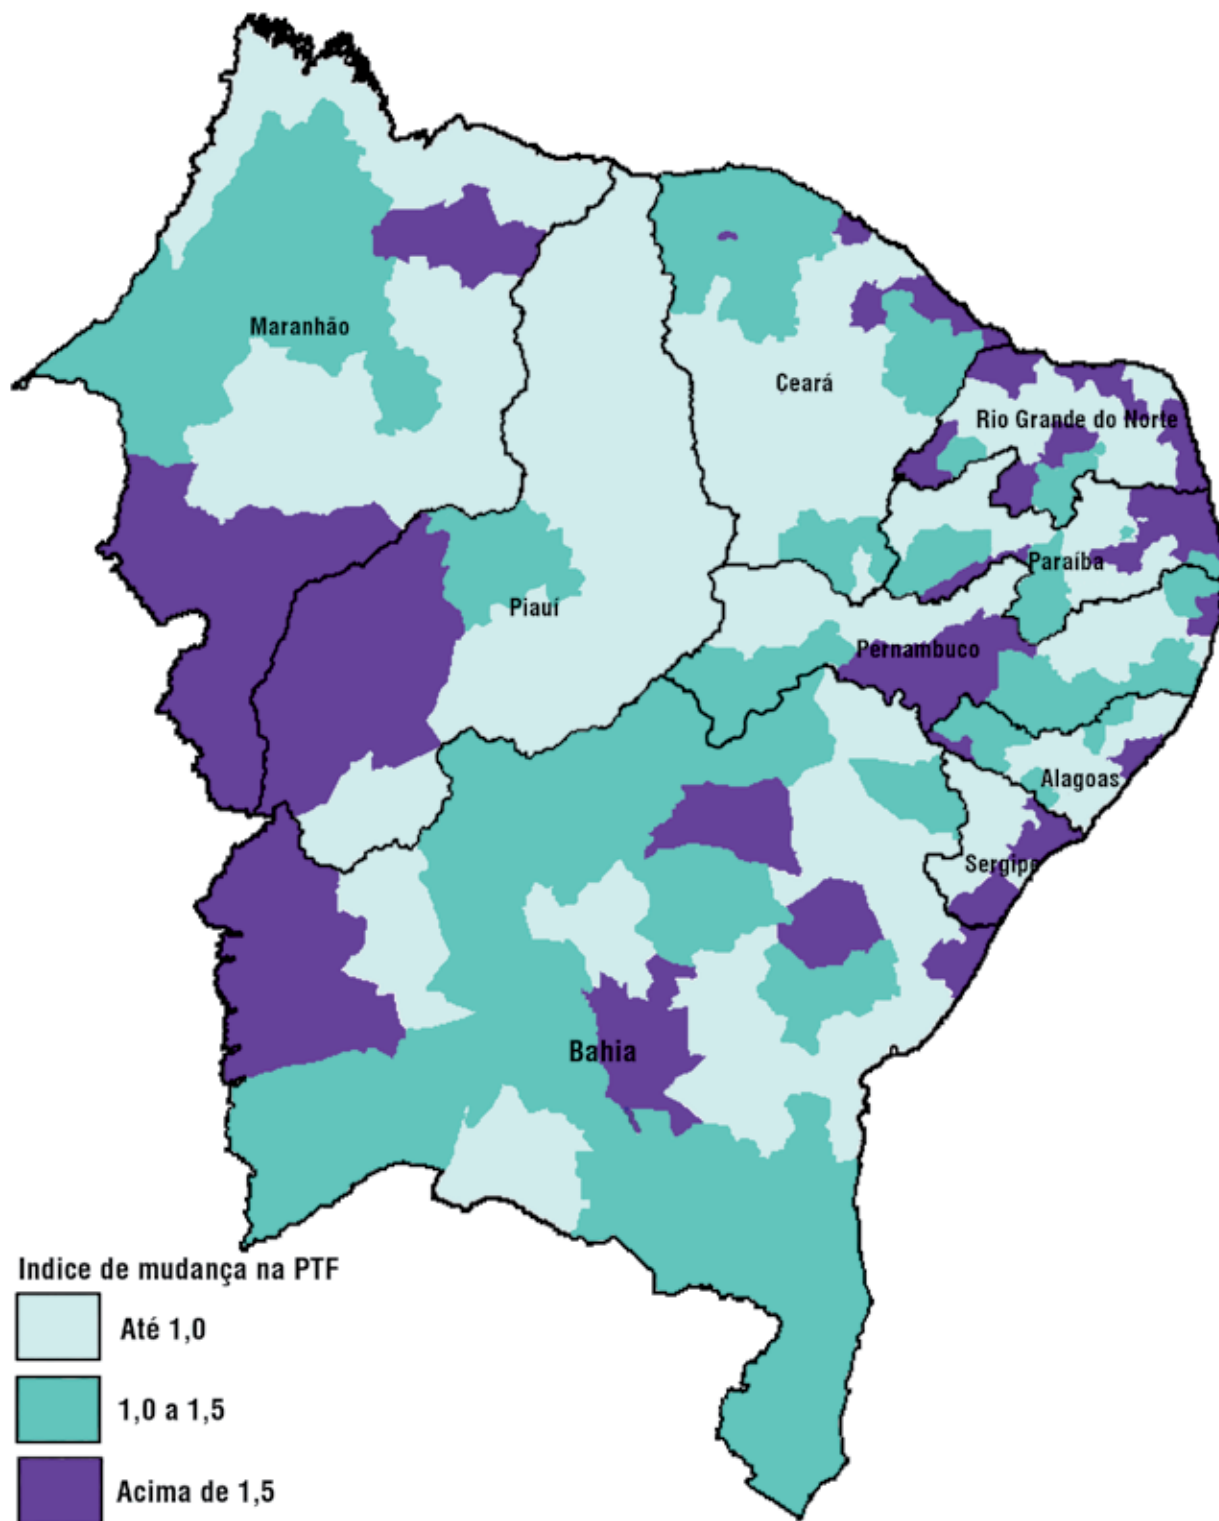 Maranhão
Ceará
Rio Grande do Norte
Paraíba
Piauí
Pernambuco
Alagoas
Sergipe
Bahia
Indice de mudança na PTF
Até 1,0
1,0 a 1,5
Acima de 1,5